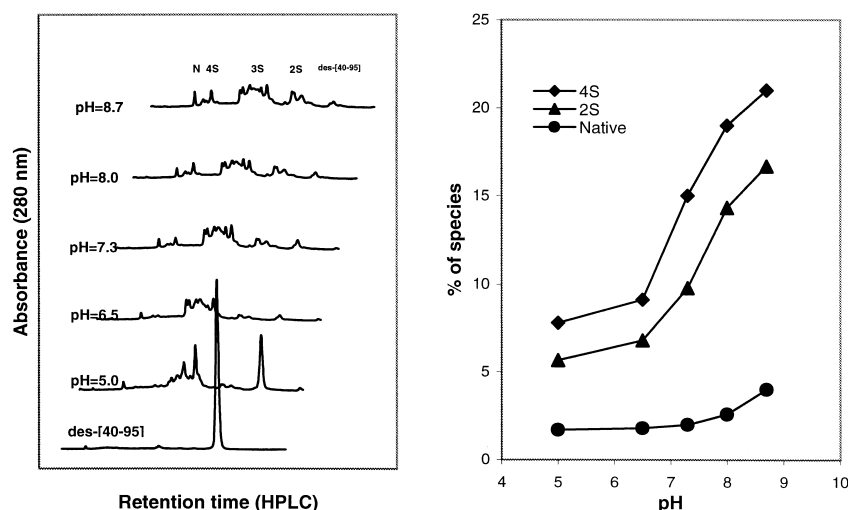 Absorbance (280 nm)
N 4S 3S 2S des-[40-95]
pH=8.7
pH=8.0
pH=7.3
pH=6.5
pH=5.0
des-[40-95]
Retention time (HPLC)
% of species
25
20
15
10
5
0
4S
2S
Native
4 5 6 7 8 9 10
pH